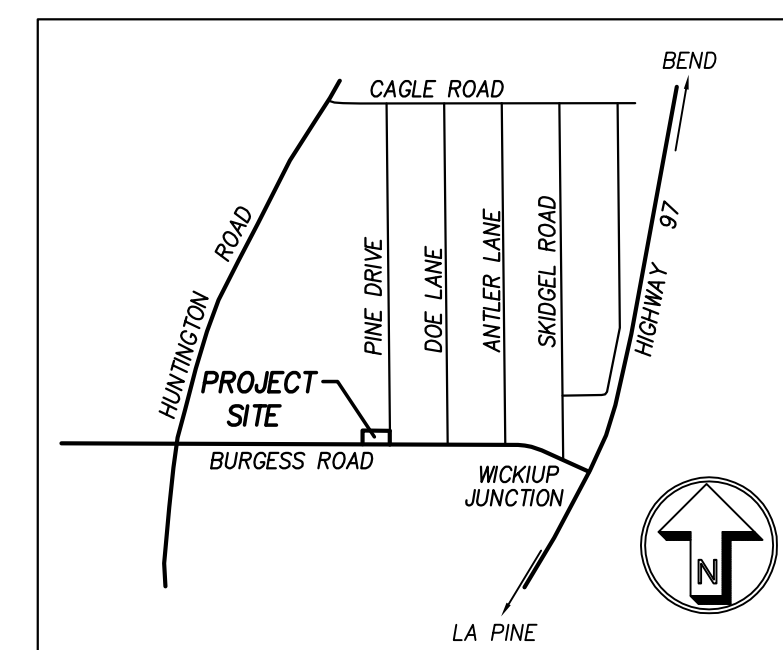 BEND
CAGLE ROAD
HUNTINGTON ROAD
PINE DRIVE
DOE LANE
ANTLER LANE
SKIDGEL ROAD
HIGHWAY 97
PROJECT
SITE
BURGESS ROAD
WICKIUP
JUNCTION
N
LA PINE